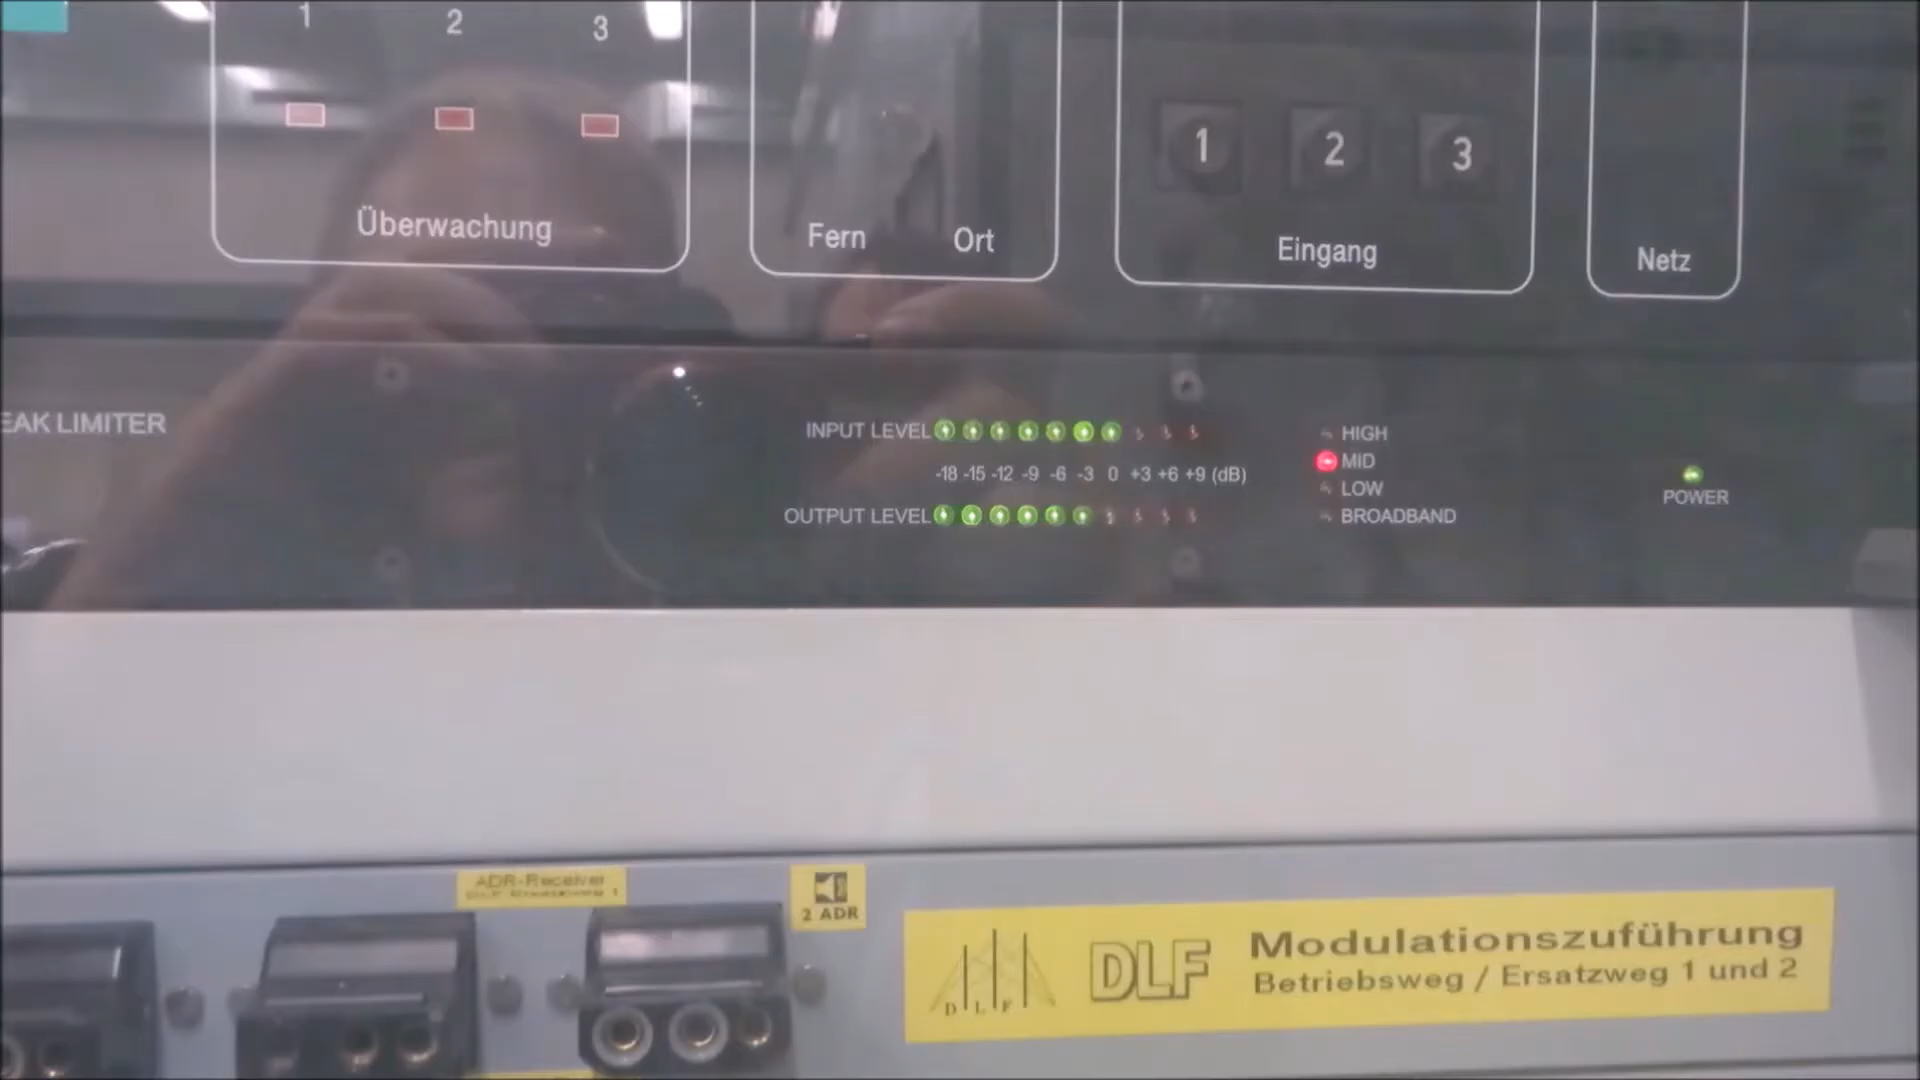 1 2 3
Überwachung
Fern Ort
1 2 3
Eingang
Netz
EAK LIMITER
INPUT LEVEL
-18 -15 -12 -9 -6 -3 0 +3 +6 +9 (dB)
OUTPUT LEVEL
HIGH
MID
LOW
BROADBAND
POWER
ADR-Receiver
2 ADR
DLF
DLF
Modulationszuführung
Betriebsweg / Ersatzweg 1 und 2